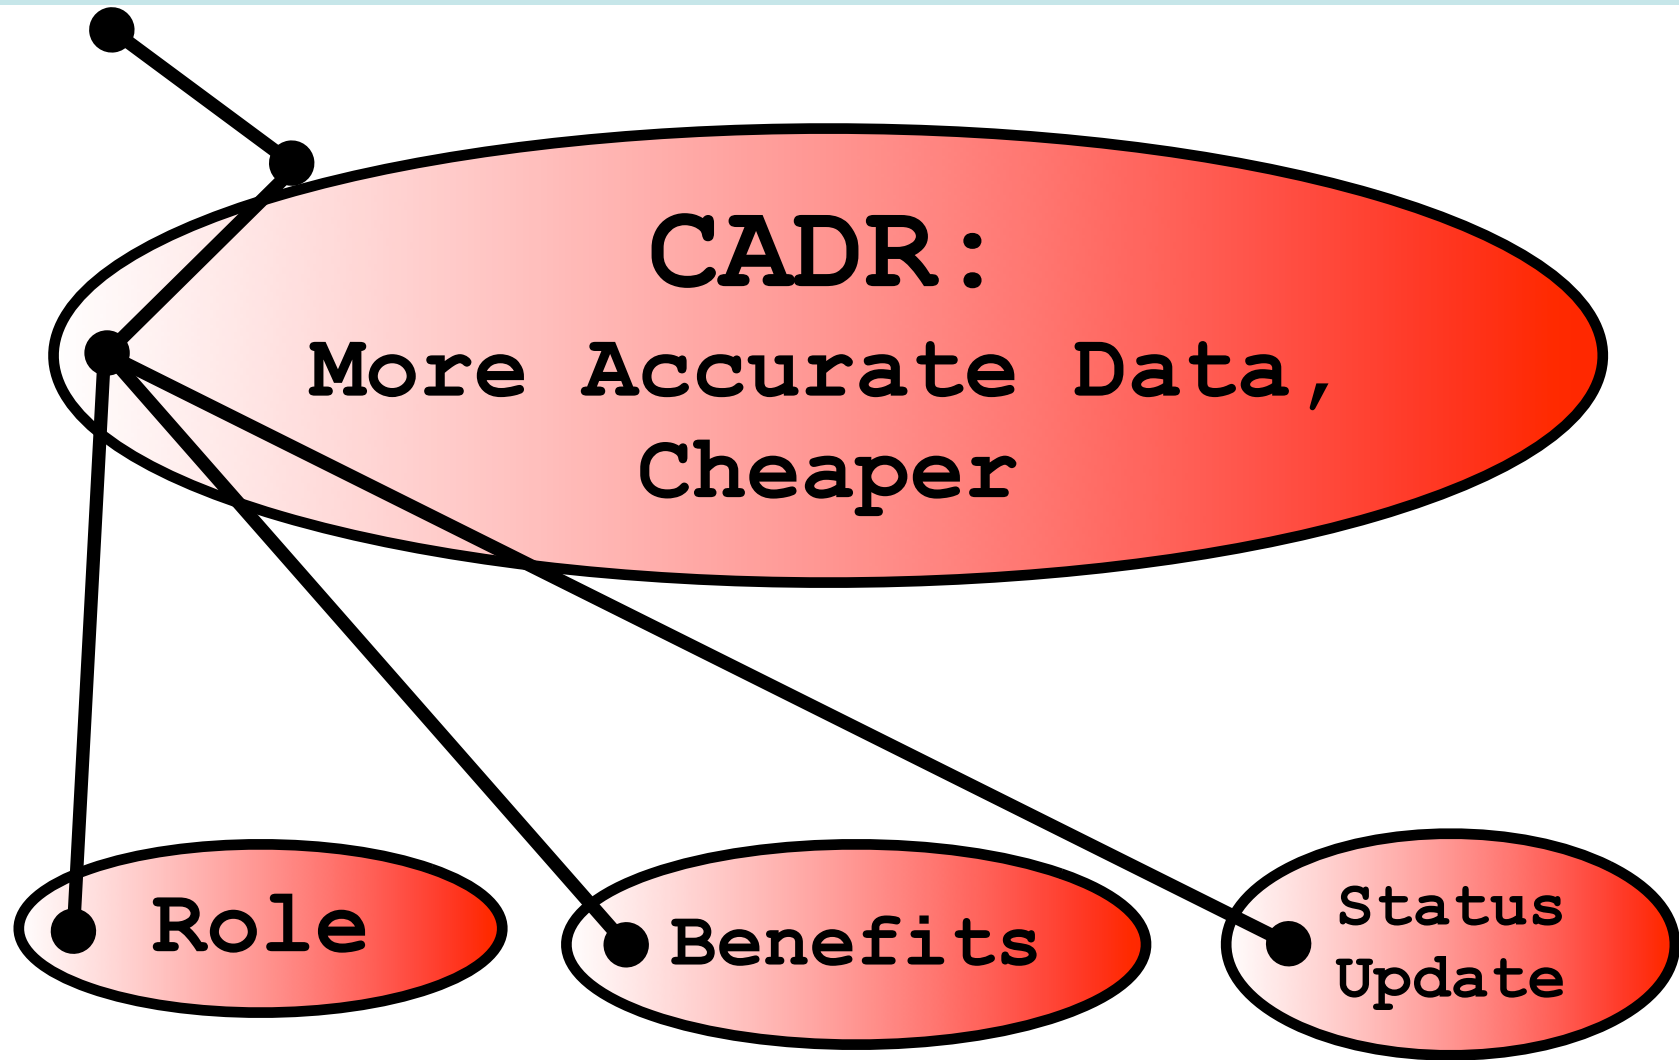 CADR:
More Accurate Data,
Cheaper
Role
Benefits
Status
Update